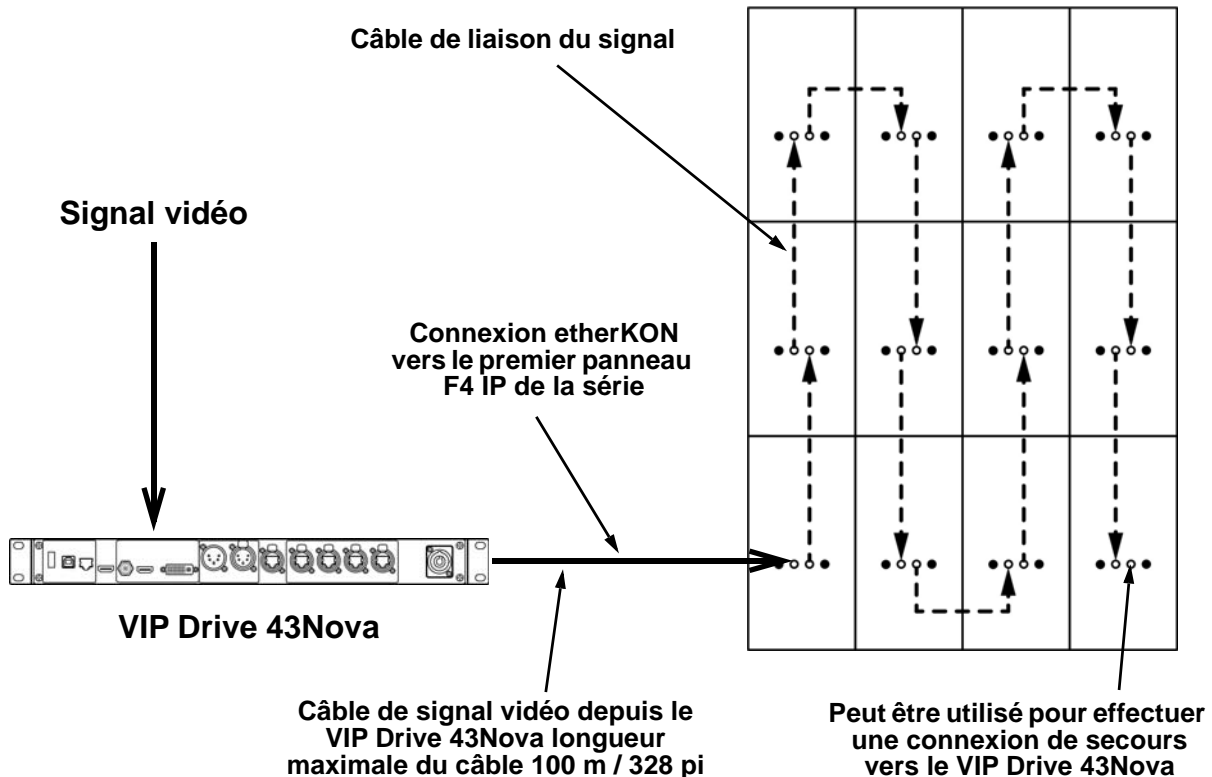 Câble de liaison du signal
Signal vidéo
Connexion etherKON
vers le premier panneau
F4 IP de la série
VIP Drive 43Nova
Câble de signal vidéo depuis le
VIP Drive 43Nova longueur
maximale du câble 100 m / 328 pi
Peut être utilisé pour effectuer
une connexion de secours
vers le VIP Drive 43Nova